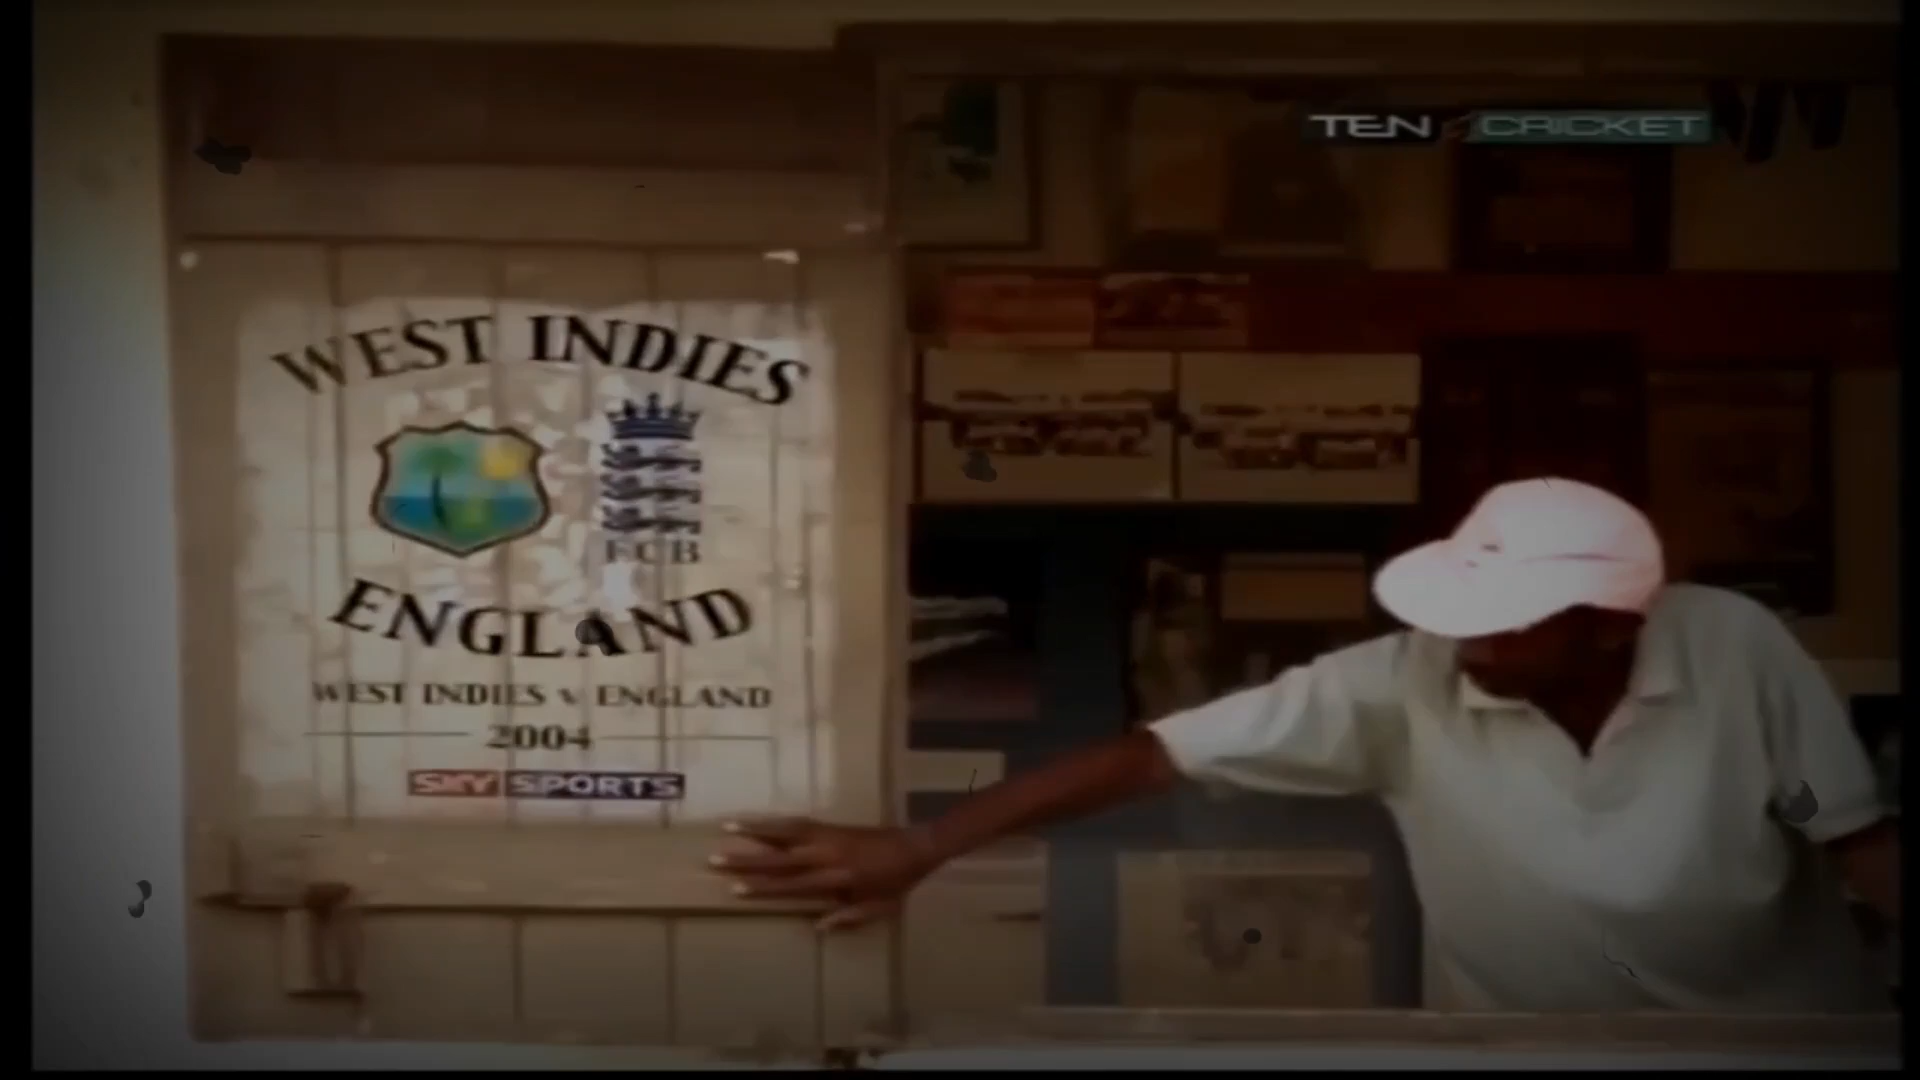 TEN CRICKET
WEST INDIES
ECB
ENGLAND
WEST INDIES V ENGLAND
2004
SKY SPORTS